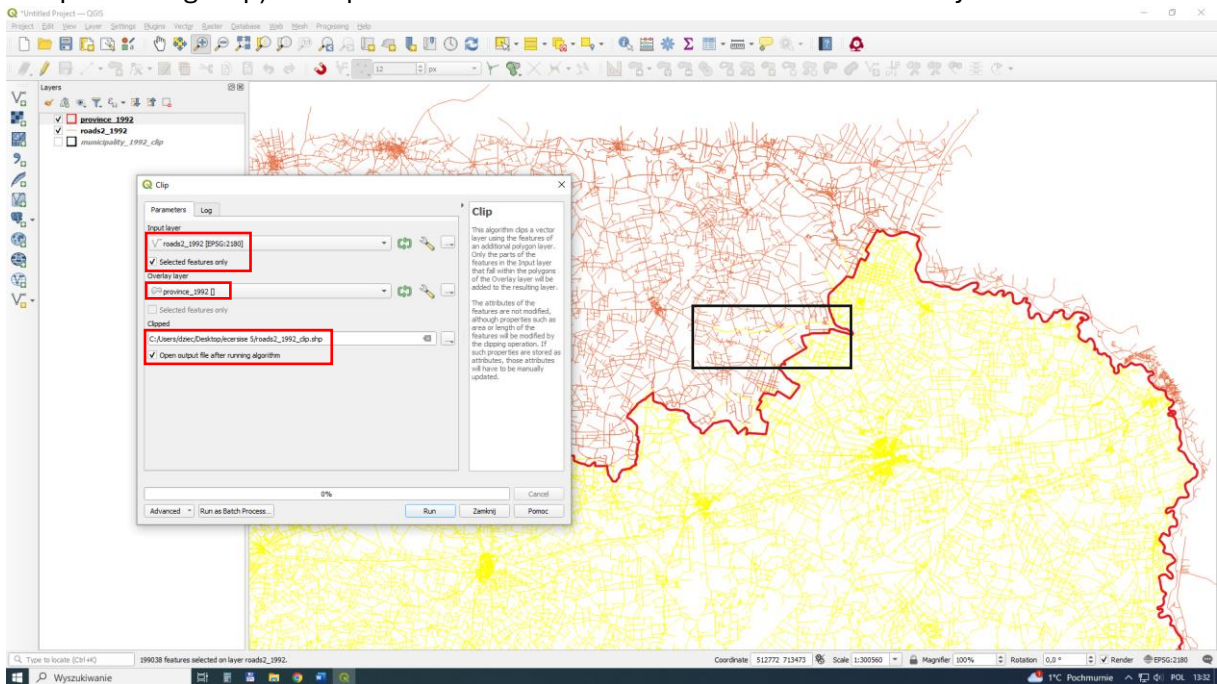 *Untitled Project — QGIS
Project Edit View Layer Settings Plugins Vector Raster Database Web Mesh Processing Help
12 px
Layers
province_1992
roads2_1992
municipality_1992_clip
Clip
Parameters Log
Input layer
roads2_1992 [EPSG:2180]
Selected features only
Overlay layer
province_1992 []
Selected features only
Clipped
C:/Users/dziec/Desktop/ecersise 5/roads2_1992_clip.shp
Open output file after running algorithm
Clip
This algorithm clips a vector
layer using the features of
an additional polygon layer.
Only the parts of the
features in the Input layer
that fall within the polygons
of the Overlay layer will be
added to the resulting layer.
The attributes of the
features are not modified,
although properties such as
area or length of the
features will be modified by
the clipping operation. If
such properties are stored as
attributes, those attributes
will have to be manually
updated.
0% Cancel
Advanced Run as Batch Process... Run Zamknij Pomoc
Type to locate (Ctrl+K) 199038 features selected on layer roads2_1992. Coordinate 512772 713473 Scale 1:300560 Magnifier 100% Rotation 0,0 ° Render EPSG:2180
Wyszukiwanie 1°C Pochmurnie POL 13:32